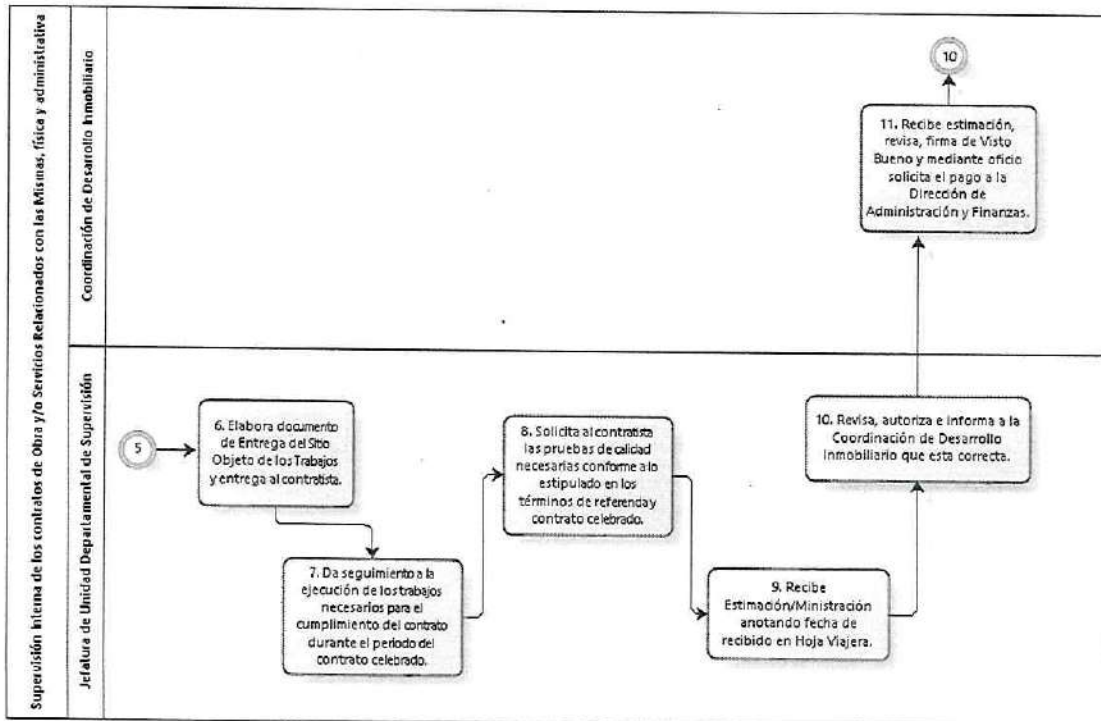 Supervisión Interna de los contratos de Obra y/o Servicios Relacionados con las Mismas, física y administrativa
Coordinación de Desarrollo Inmobiliario
10
11. Recibe estimación,
revisa, firma de Visto
Bueno y mediante oficio
solicita el pago a la
Dirección de
Administración y Finanzas.
Jefatura de Unidad Departamental de Supervisión
5
6. Elabora documento
de Entrega del Sitio
Objeto de los Trabajos
y entrega al contratista.
7. Da seguimiento a la
ejecución de los trabajos
necesarios para el
cumplimiento del contrato
durante el periodo del
contrato celebrado.
8. Solicita al contratista
las pruebas de calidad
necesarias conforme a lo
estipulado en los
términos de referencia y
contrato celebrado.
9. Recibe
Estimación/Ministración
anotando fecha de
recibido en Hoja Viajera.
10. Revisa, autoriza e informa a la
Coordinación de Desarrollo
Inmobiliario que esta correcta.